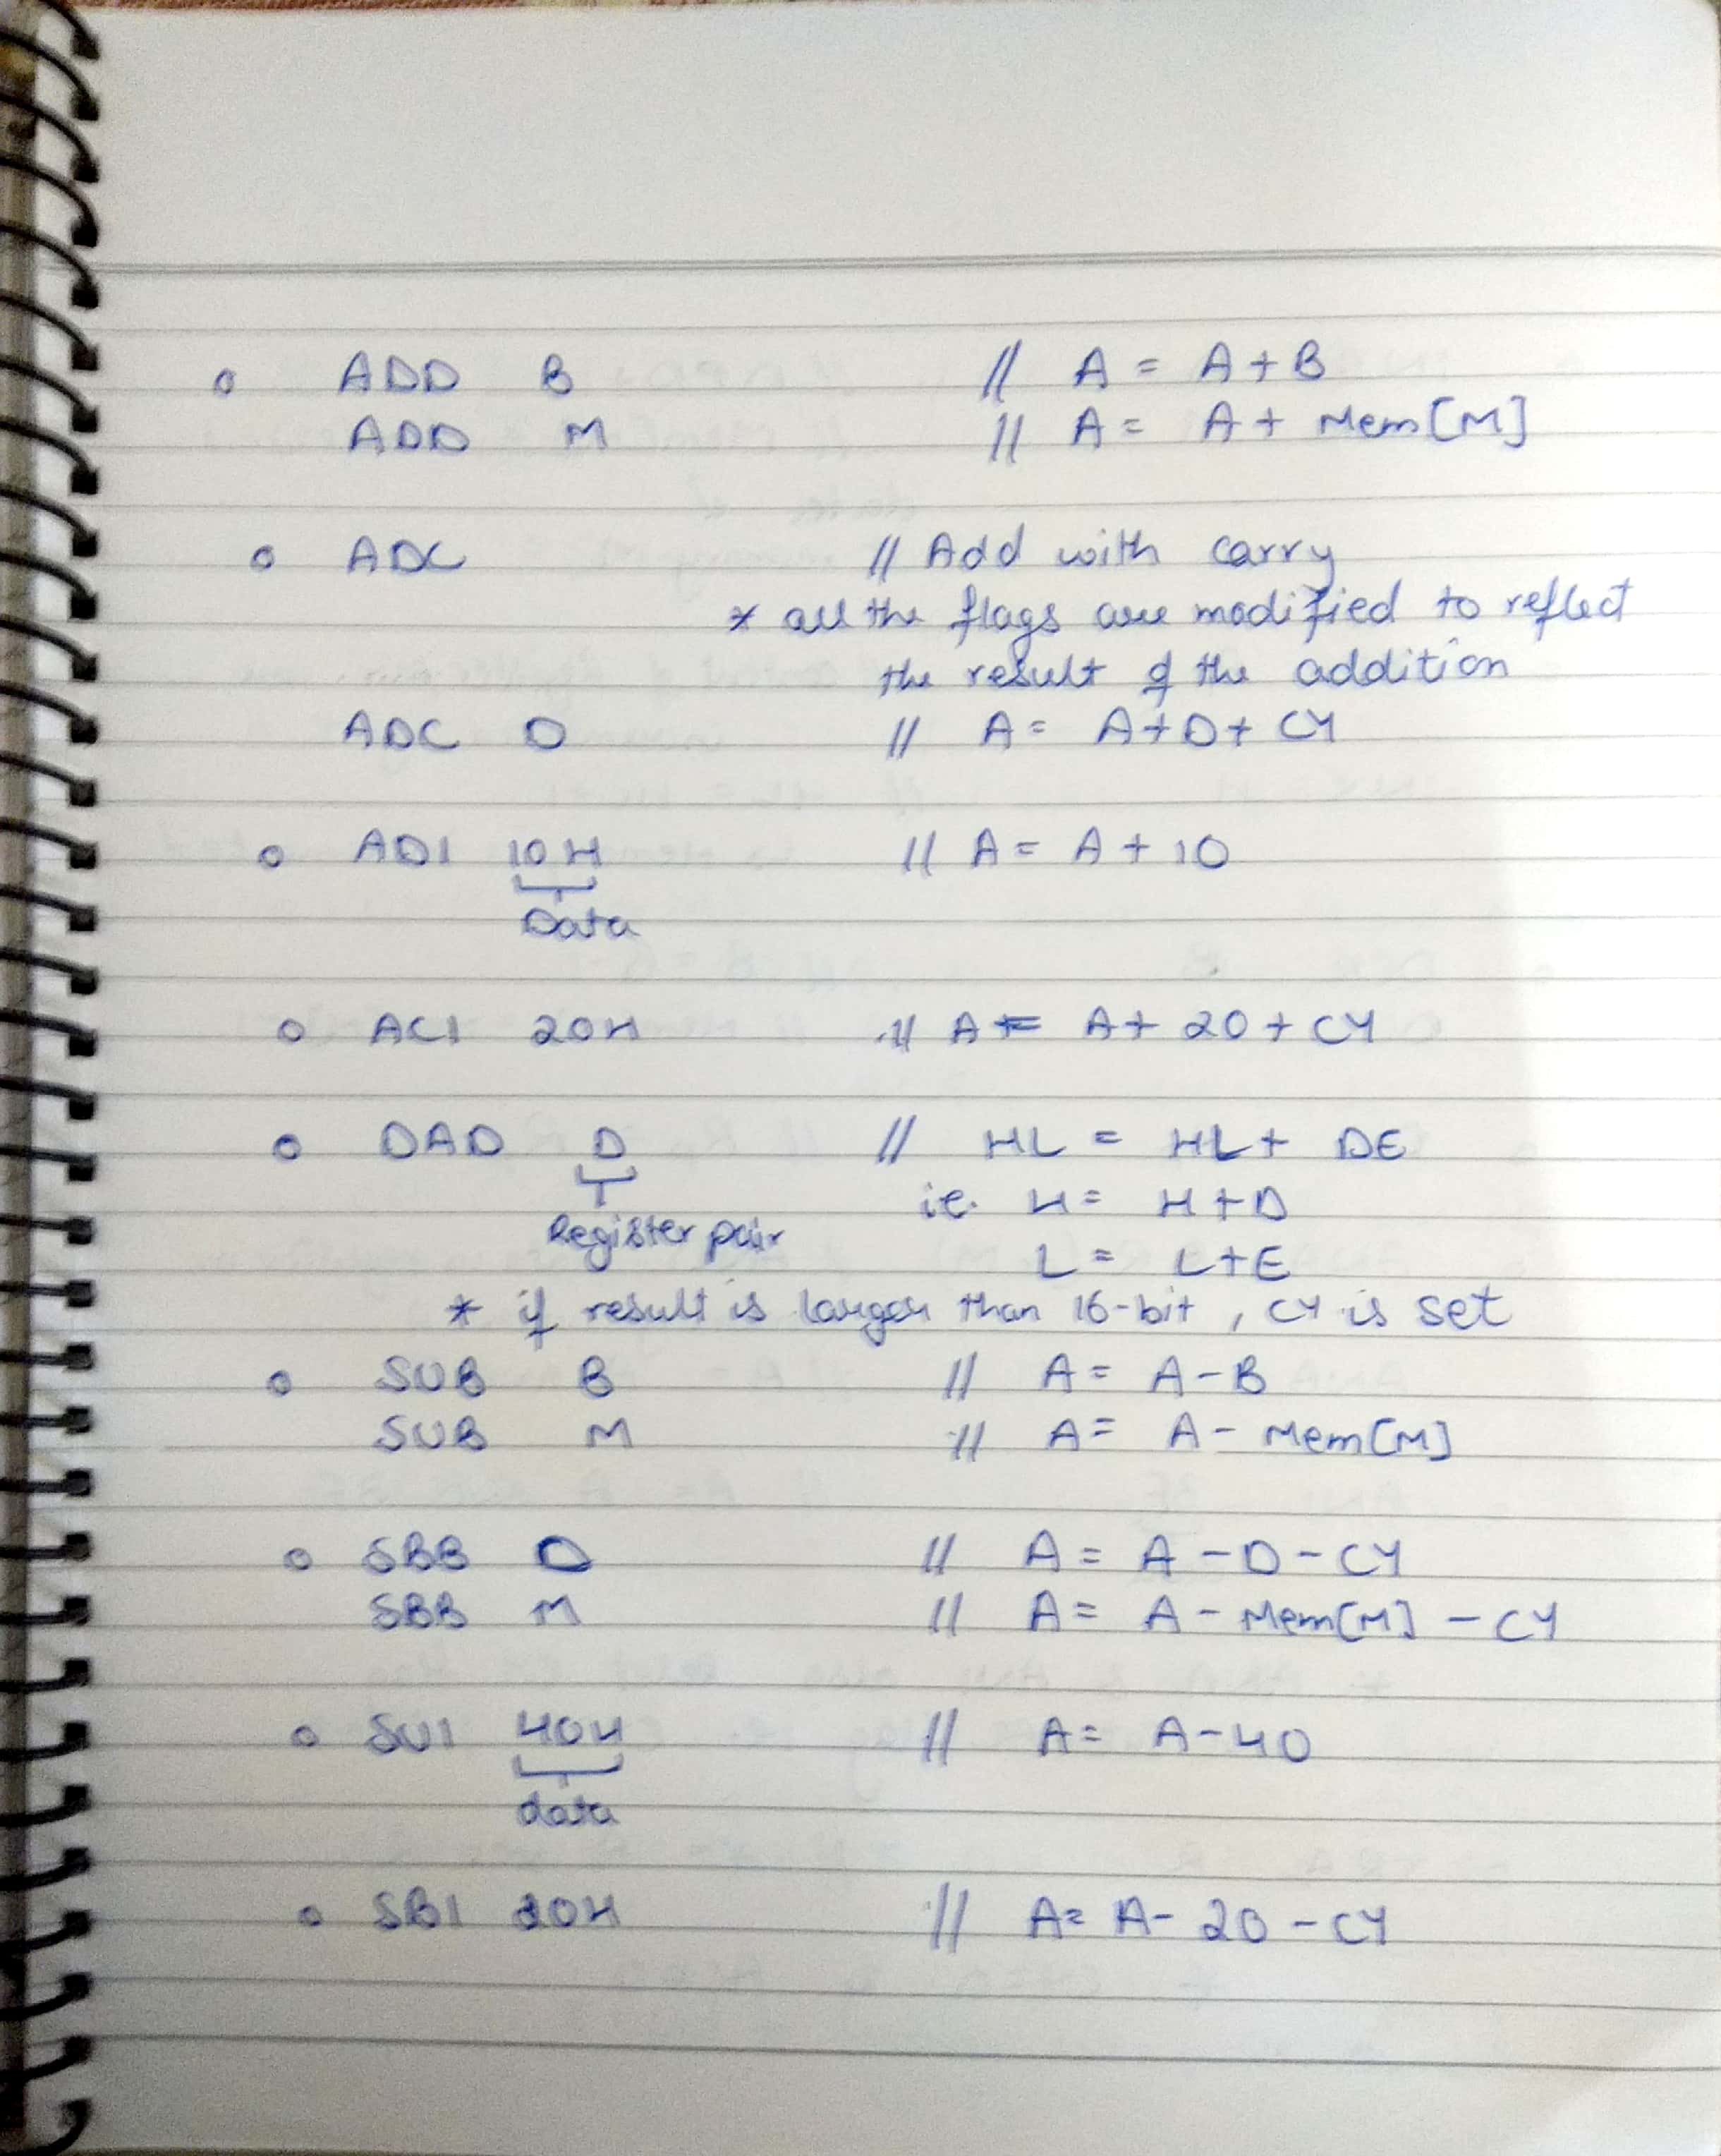 o ADD B // A = A + B
ADD M // A = A + Mem[M]
o ADC // Add with carry
* all the flags are modified to reflect
the result of the addition
ADC D // A = A + D + CY
o ADI 10H // A = A + 10
Data
o ACI 20H // A = A + 20 + CY
o DAD D // HL = HL + DE
ie. H = H + D
Register pair
L = L + E
* if result is larger than 16-bit, CY is set
o SUB B // A = A - B
SUB M // A = A - Mem[M]
o SBB D // A = A - D - CY
SBB M // A = A - Mem[M] - CY
o SUI 40H // A = A - 40
data
o SBI 20H // A = A - 20 - CY